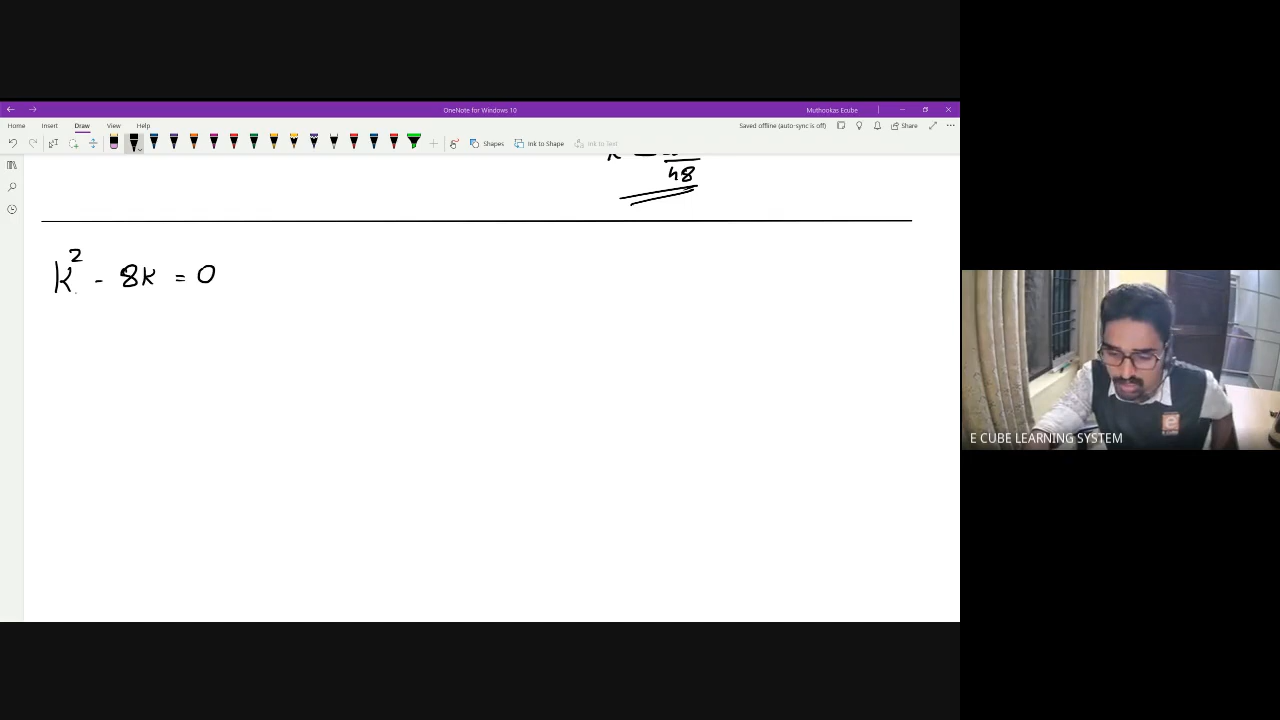 OneNote for Windows 10
Muthookas Ecube
Home Insert Draw View Help
Saved offline (auto-sync is off)
Share
Shapes
Ink to Shape
Ink to Text
48
K² - 8K = 0
E CUBE LEARNING SYSTEM